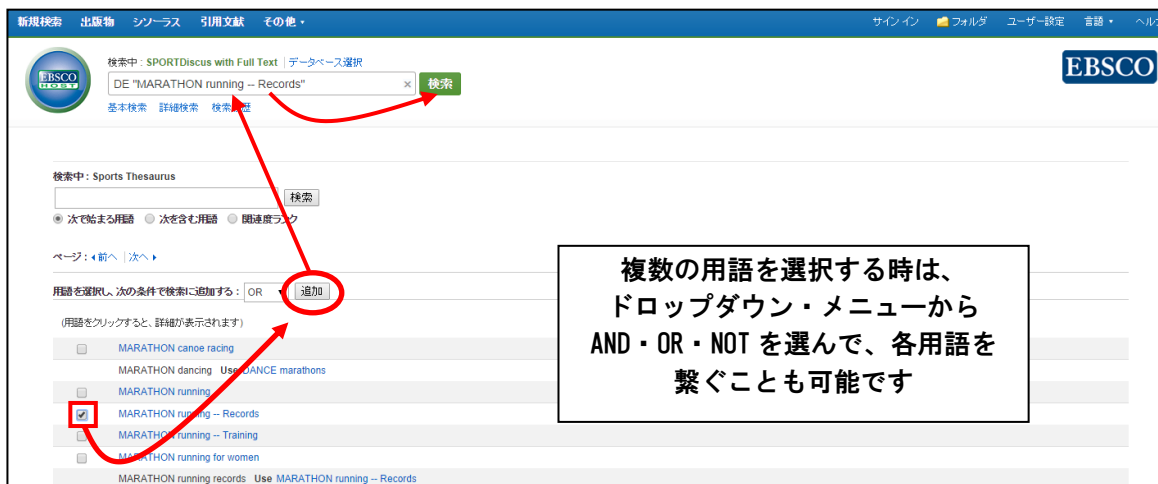 新規検索 出版物 シソーラス 引用文献 その他 サインイン フォルダ ユーザー設定 言語
EBSCO
HOST
検索中 : SPORTDiscus with Full Text | データベース選択
DE "MARATHON running -- Records" × 検索
基本検索 詳細検索
EBSCO
検索中 : Sports Thesaurus
検索
次で始まる用語 次を含む用語 関連度ランク
ページ : 前へ | 次へ
用語を選択し、次の条件で検索に追加する : OR 追加
(用語をクリックすると、詳細が表示されます)
MARATHON canoe racing
MARATHON dancing Use DANCE marathons
MARATHON running
MARATHON running -- Records
MARATHON running -- Training
MARATHON running for women
MARATHON running records Use MARATHON running -- Records
複数の用語を選択する時は、
ドロップダウン・メニューから
AND・OR・NOT を選んで、各用語を
繋ぐことも可能です